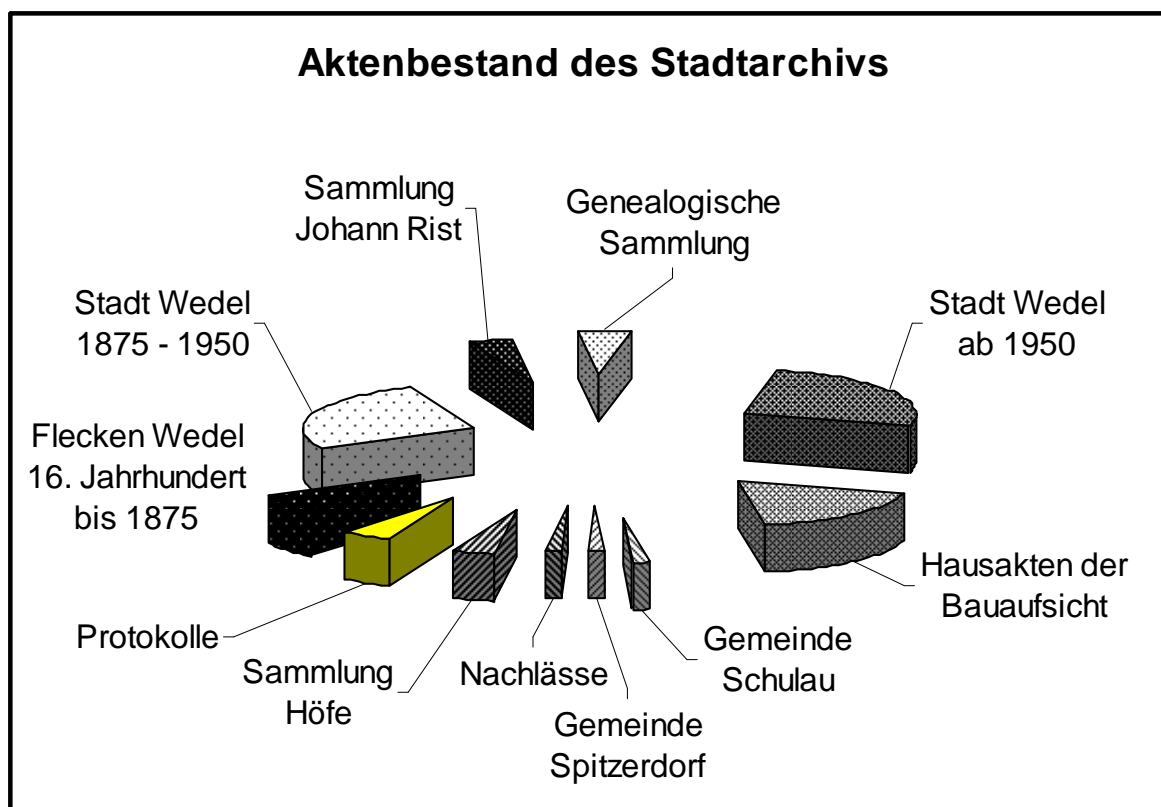 Aktenbestand des Stadtarchivs
Sammlung
Johann Rist
Genealogische
Sammlung
Stadt Wedel
1875 - 1950
Stadt Wedel
ab 1950
Flecken Wedel
16. Jahrhundert
bis 1875
Hausakten der
Bauaufsicht
Protokolle
Sammlung
Höfe
Nachlässe
Gemeinde
Schulau
Gemeinde
Spitzerdorf